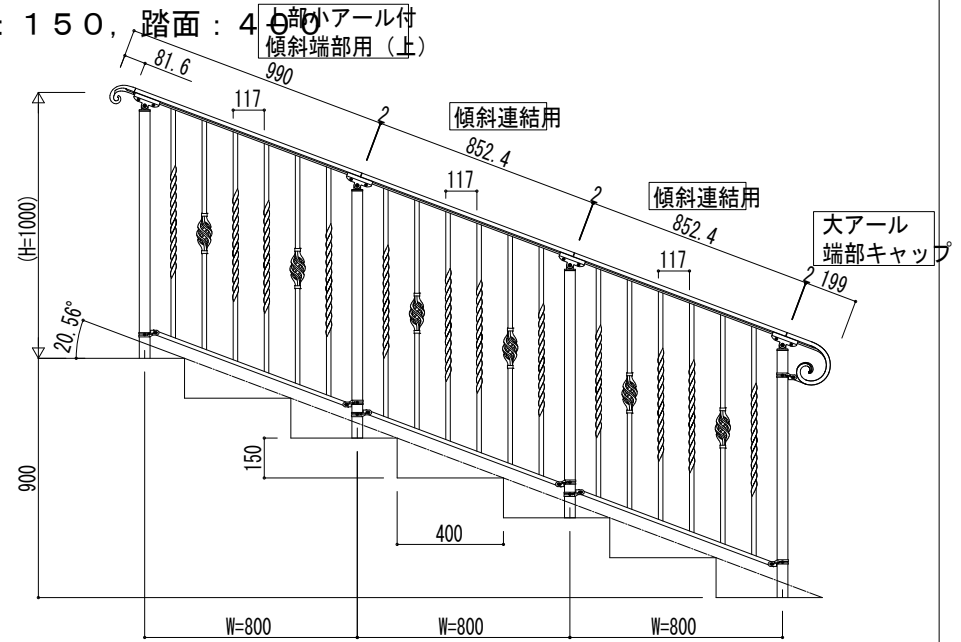 ：１５０，踏面：４００
上部小アール付
傾斜端部用（上）
81.6
990
117
2
傾斜連結用
852.4
117
2
傾斜連結用
852.4
117
大アール
端部キャップ
2
199
(H=1000)
20.56°
900
150
400
W=800
W=800
W=800